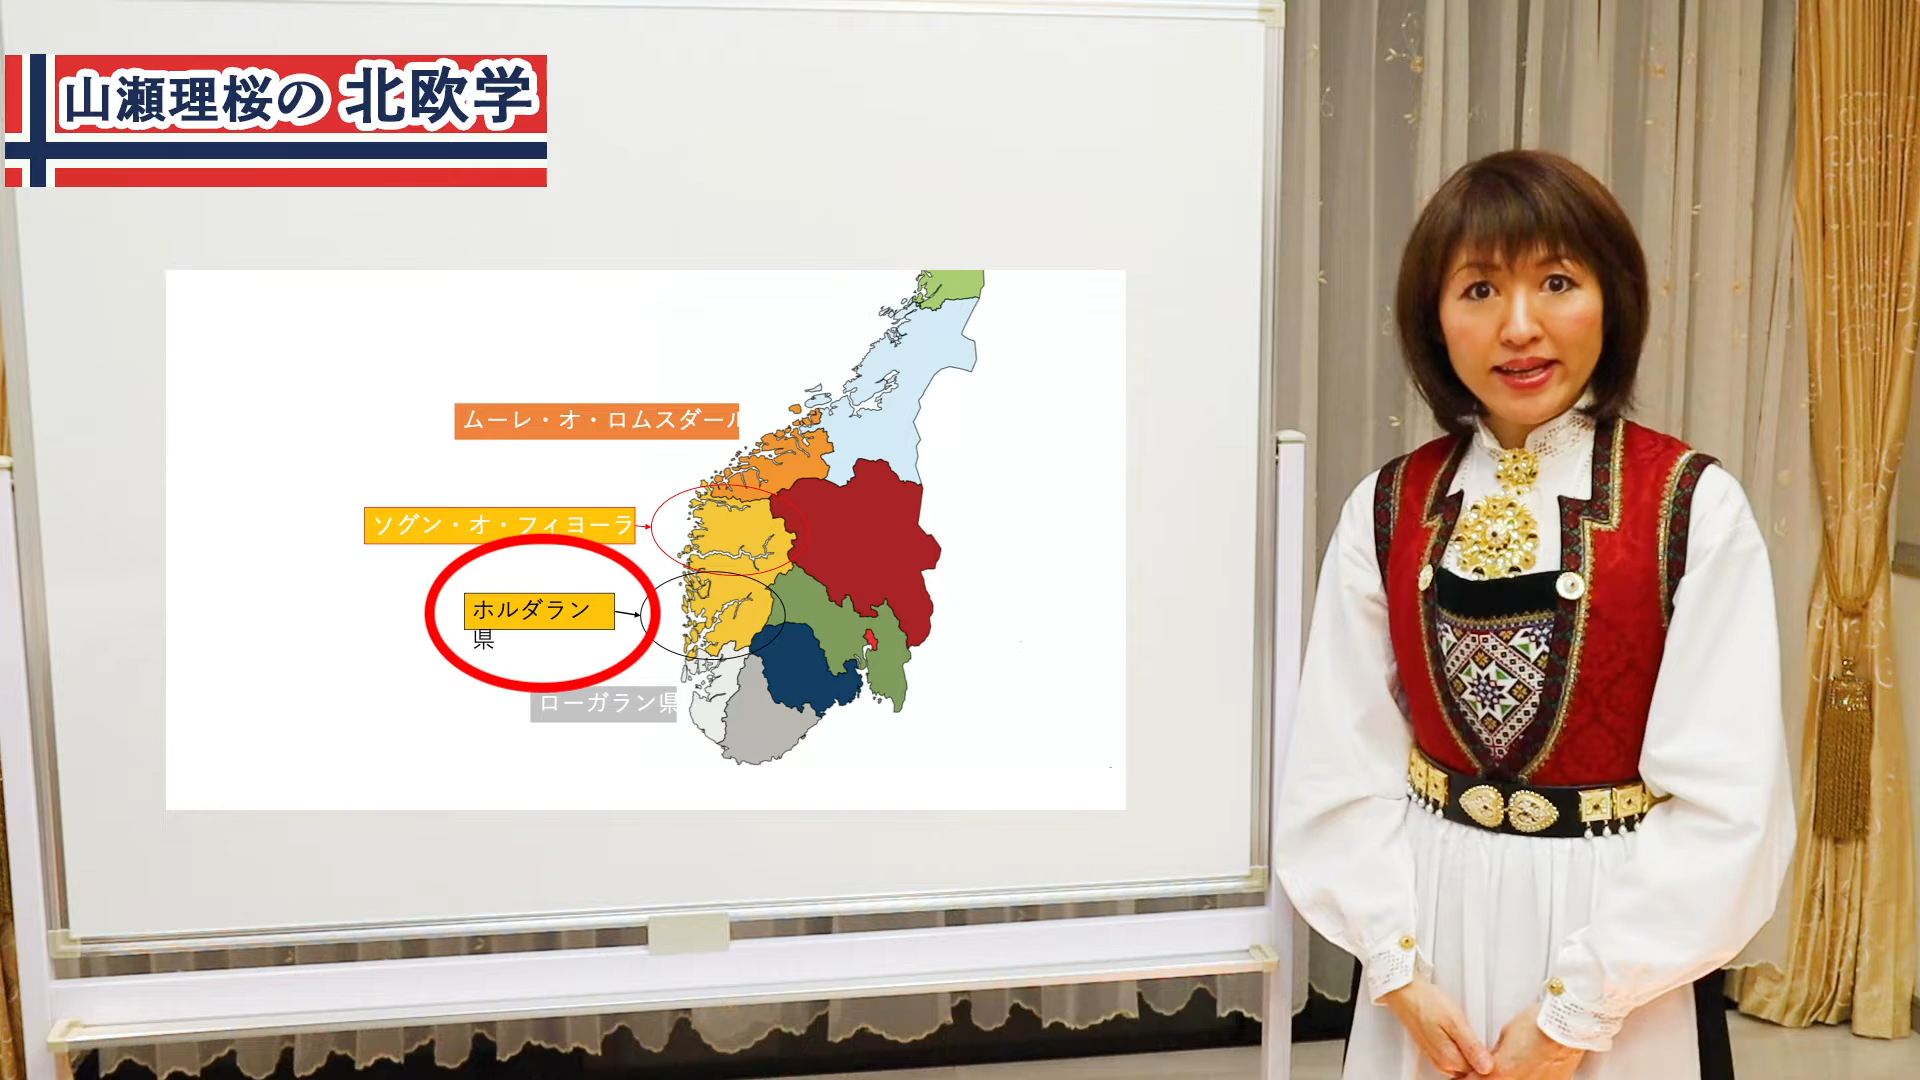 山瀬理桜の 北欧学
ムーレ・オ・ロムスダール
ソグン・オ・フィヨーラ
ホルダラン
県
ローガラン県